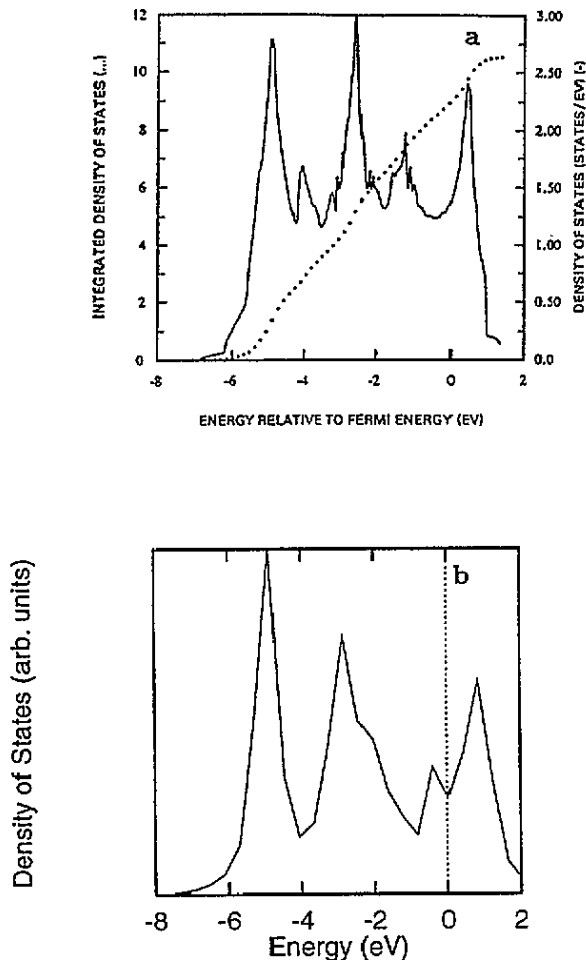 a
INTEGRATED DENSITY OF STATES (...)
12
10
8
6
4
2
0
3.00
2.50
2.00
1.50
1.00
0.50
0.0
DENSITY OF STATES (STATES/EV) (-)
-8 -6 -4 -2 0 2
ENERGY RELATIVE TO FERMI ENERGY (EV)
b
Density of States (arb. units)
-8 -6 -4 -2 0 2
Energy (eV)